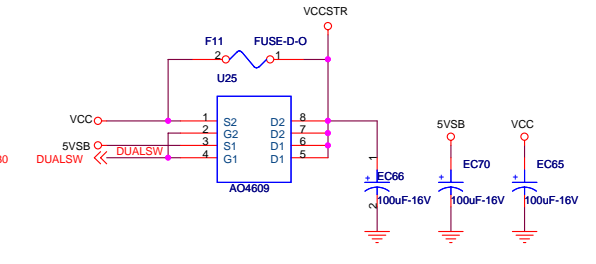 VCCSTR
F11 FUSE-D-O
2 1
U25
VCC 1 S2 D2 8
2 G2 D2 7
5VSB 3 S1 D1 6
30 DUALSW DUALSW 4 G1 D1 5
AO4609
5VSB VCC
1
+ EC66 + EC70 + EC65
100uF-16V 100uF-16V 100uF-16V
2